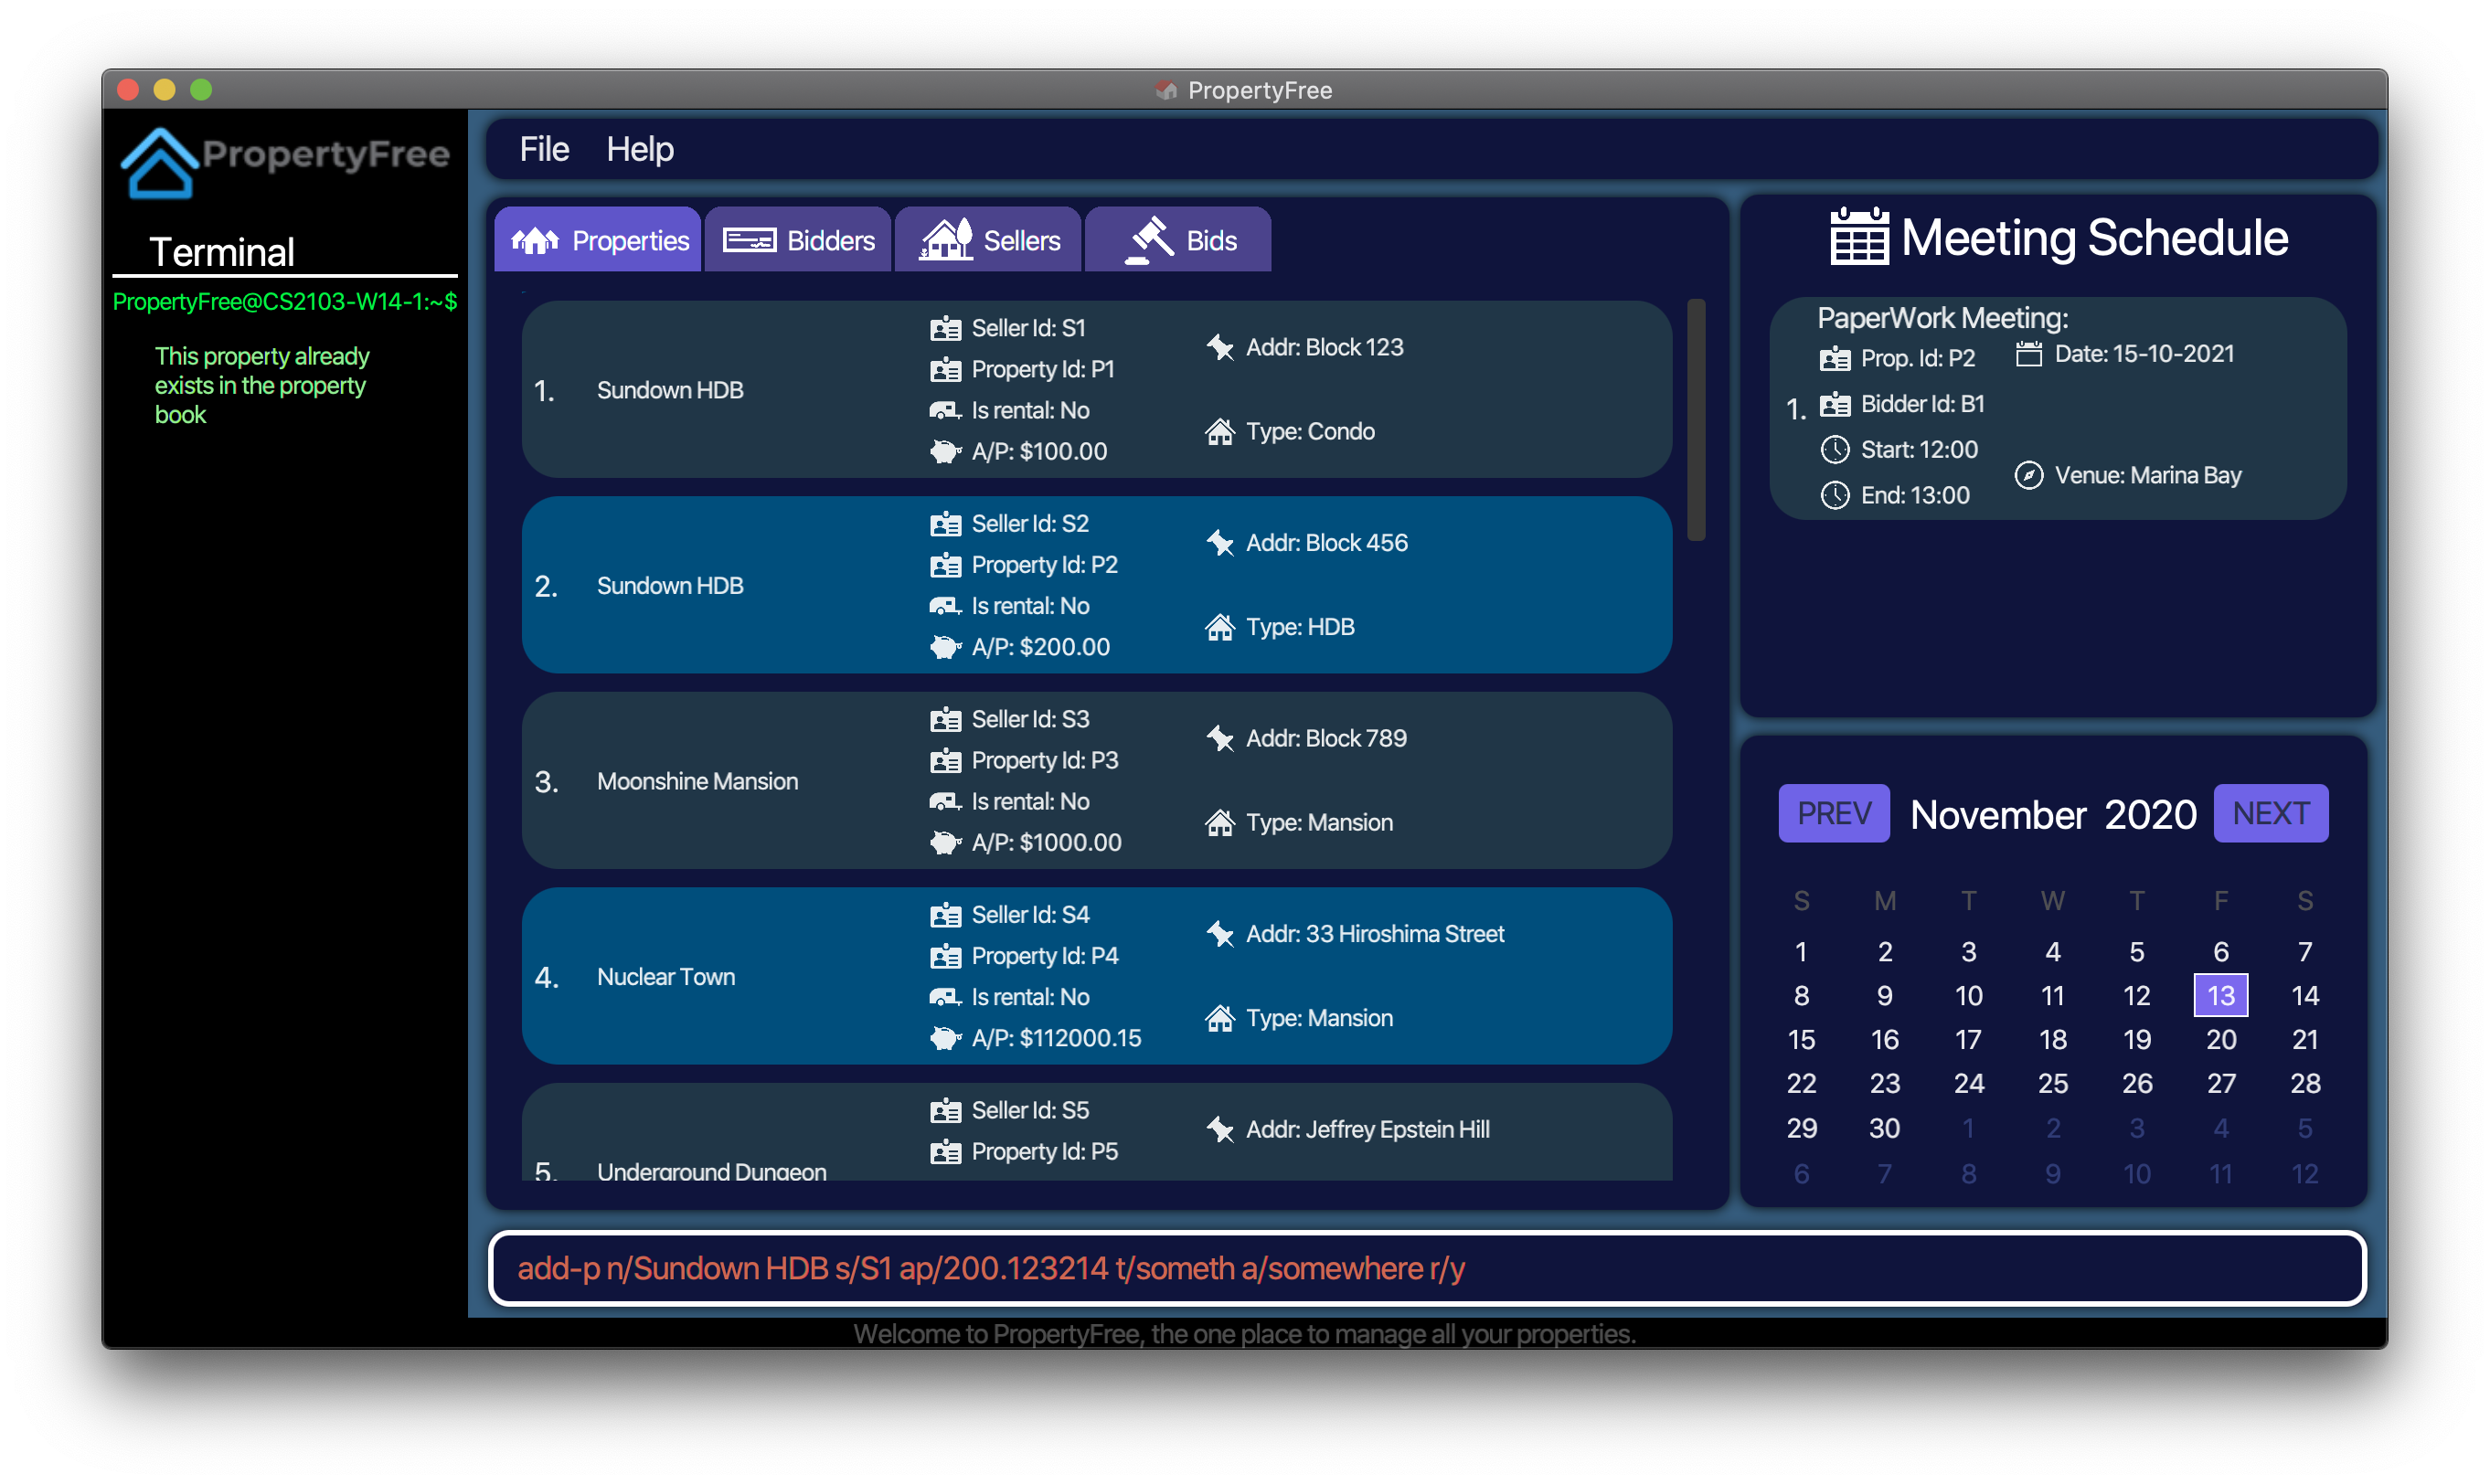 PropertyFree
PropertyFree
Terminal
PropertyFree@CS2103-W14-1:~$
This property already
exists in the property
book
File Help
Properties Bidders Sellers Bids
1. Sundown HDB
Seller Id: S1
Property Id: P1
Is rental: No
A/P: $100.00
Addr: Block 123
Type: Condo
2. Sundown HDB
Seller Id: S2
Property Id: P2
Is rental: No
A/P: $200.00
Addr: Block 456
Type: HDB
3. Moonshine Mansion
Seller Id: S3
Property Id: P3
Is rental: No
A/P: $1000.00
Addr: Block 789
Type: Mansion
4. Nuclear Town
Seller Id: S4
Property Id: P4
Is rental: No
A/P: $112000.15
Addr: 33 Hiroshima Street
Type: Mansion
5. Underground Dungeon
Seller Id: S5
Property Id: P5
Addr: Jeffrey Epstein Hill
Meeting Schedule
1.
PaperWork Meeting:
Prop. Id: P2
Bidder Id: B1
Start: 12:00
End: 13:00
Date: 15-10-2021
Venue: Marina Bay
PREV November 2020 NEXT
S M T W T F S
1 2 3 4 5 6 7
8 9 10 11 12 13 14
15 16 17 18 19 20 21
22 23 24 25 26 27 28
29 30 1 2 3 4 5
6 7 8 9 10 11 12
add-p n/Sundown HDB s/S1 ap/200.123214 t/someth a/somewhere r/y
Welcome to PropertyFree, the one place to manage all your properties.